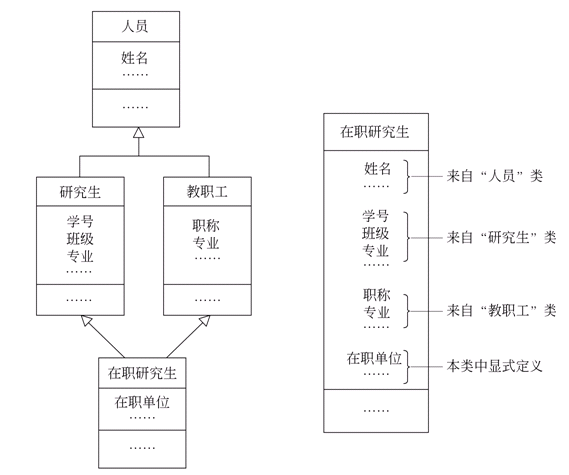 人员
姓名
……
……
研究生
学号
班级
专业
……
……
教职工
职称
专业
……
……
在职研究生
在职单位
……
……
在职研究生
姓名
……
来自“人员”类
学号
班级
专业
……
来自“研究生”类
职称
专业
……
来自“教职工”类
在职单位
……
本类中显式定义
……